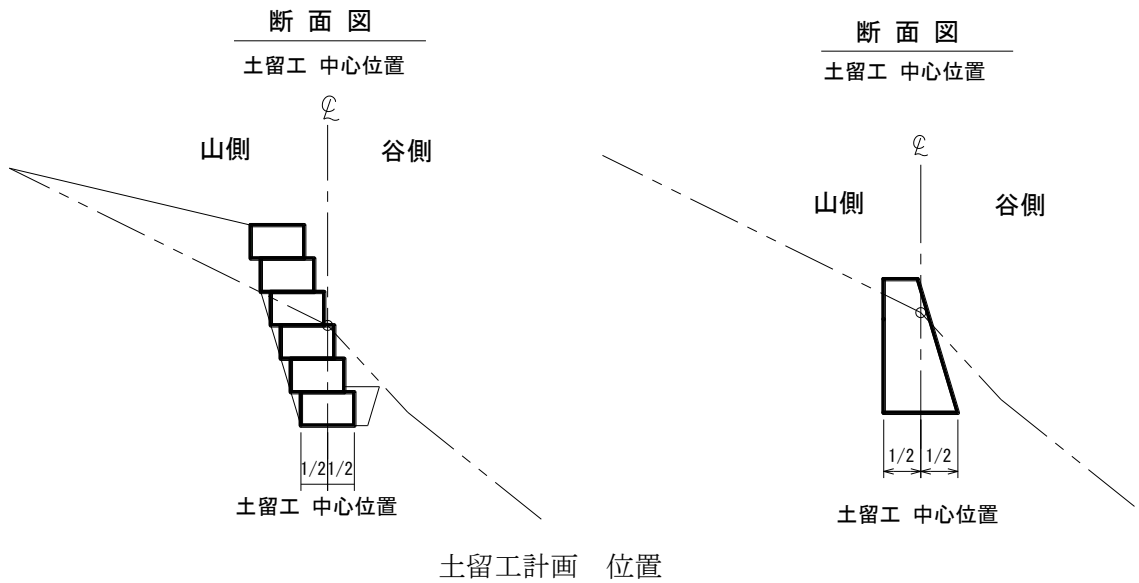 断 面 図
土留工 中心位置
℄
山側
谷側
1/2
1/2
土留工 中心位置
断 面 図
土留工 中心位置
℄
山側
谷側
1/2
1/2
土留工 中心位置
土留工計画 位置